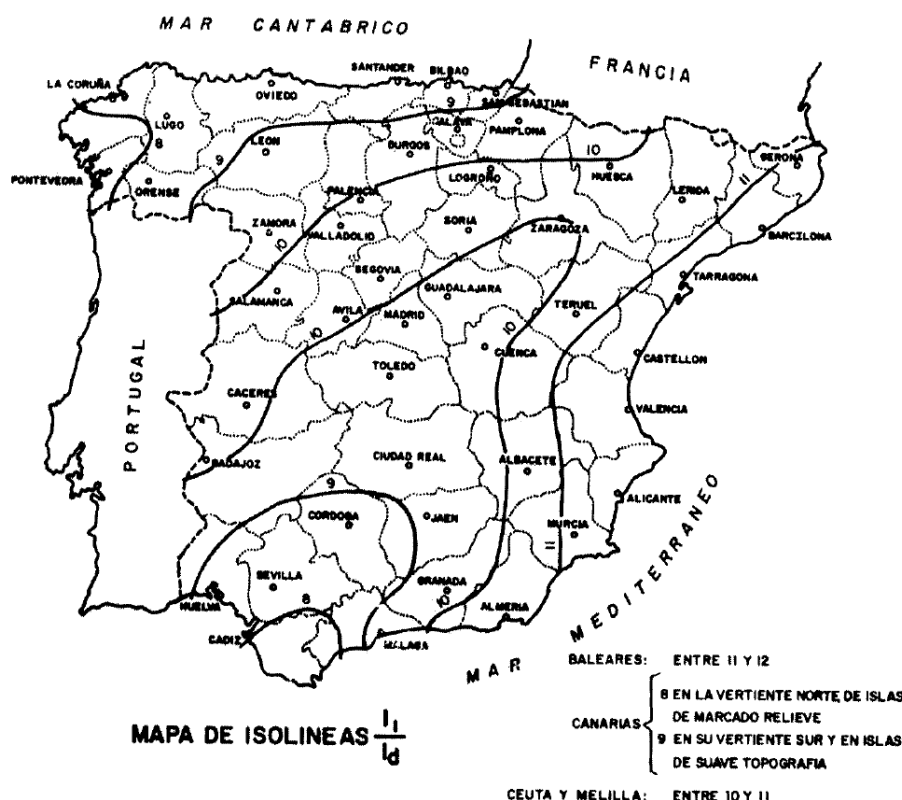 MAR CANTABRICO
FRANCIA
SANTANDER
BILBAO
LA CORUÑA
OVIEDO
SAN SEBASTIAN
9
LUGO
ALAVA
PAMPLONA
8
9
LEON
BURGOS
10
GERONA
PONTEVEDRA
ORENSE
LOGROÑO
HUESCA
11
PALENCIA
LERIDA
ZAMORA
VALLADOLID
SORIA
ZARAGOZA
BARCELONA
10
SEGOVIA
TARRAGONA
SALAMANCA
GUADALAJARA
AVILA
MADRID
TERUEL
10
10
CUENCA
CASTELLON
TOLEDO
PORTUGAL
CACERES
VALENCIA
BADAJOZ
CIUDAD REAL
ALBACETE
9
ALICANTE
CORDOBA
JAEN
MURCIA
11
SEVILLA
GRANADA
HUELVA
8
10
ALMERIA
CADIZ
MALAGA
MAR MEDITERRANEO
BALEARES: ENTRE 11 Y 12
CANARIAS
8 EN LA VERTIENTE NORTE DE ISLAS
DE MARCADO RELIEVE
9 EN SU VERTIENTE SUR Y EN ISLAS
DE SUAVE TOPOGRAFIA
MAPA DE ISOLINEAS I1/Id
CEUTA Y MELILLA: ENTRE 10 Y 11